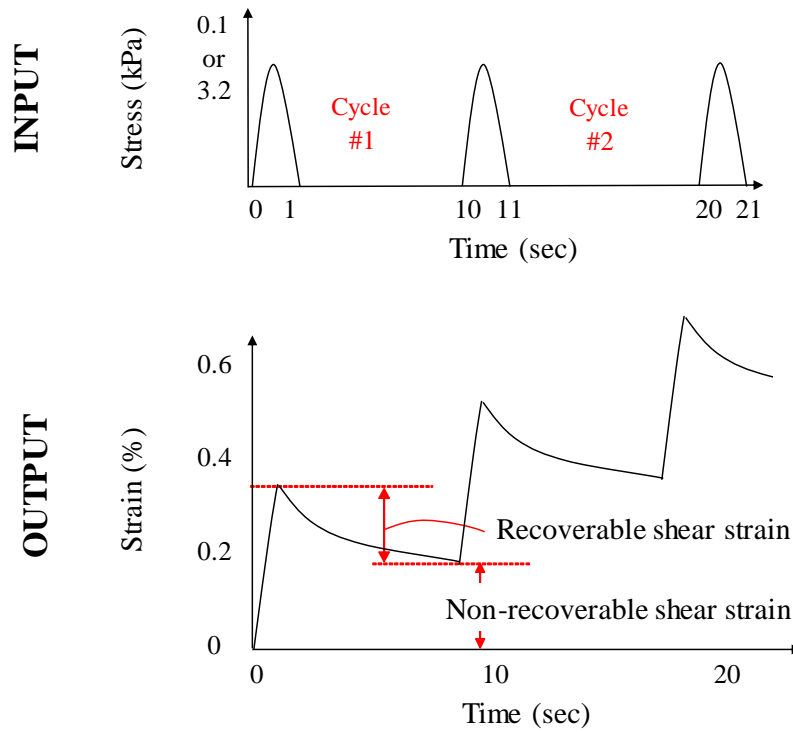 INPUT
Stress (kPa)
0.1
or
3.2
Cycle
#1
Cycle
#2
0 1 10 11 20 21
Time (sec)
OUTPUT
Strain (%)
0.6
0.4
0.2
0
Recoverable shear strain
Non-recoverable shear strain
0 10 20
Time (sec)